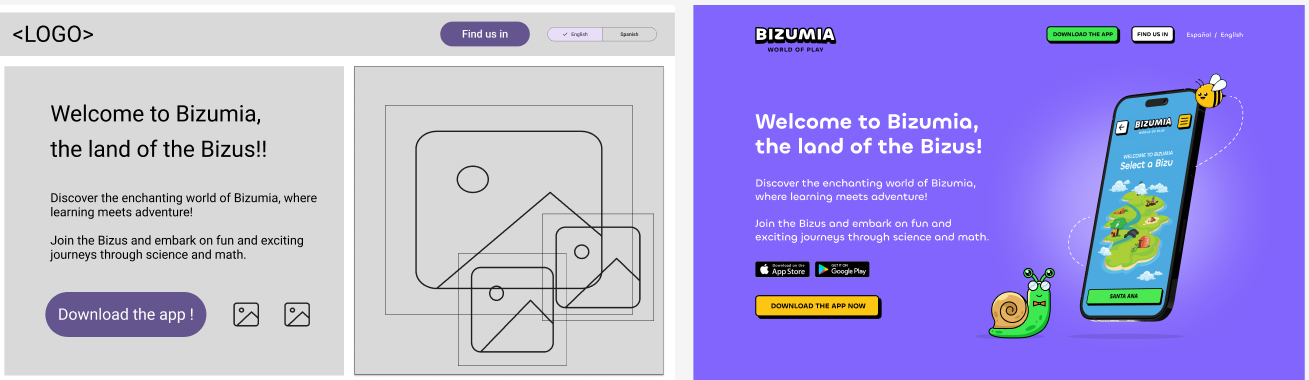 <LOGO>
Find us in
English
Spanish
Welcome to Bizumia,
the land of the Bizus!!
Discover the enchanting world of Bizumia, where
learning meets adventure!
Join the Bizus and embark on fun and exciting
journeys through science and math.
Download the app !
BIZUMIA
WORLD OF PLAY
DOWNLOAD THE APP
FIND US IN
Español / English
Welcome to Bizumia,
the land of the Bizus!
Discover the enchanting world of Bizumia,
where learning meets adventure!
Join the Bizus and embark on fun and
exciting journeys through science and math.
Download on the
App Store
GET IT ON
Google Play
DOWNLOAD THE APP NOW
BIZUMIA
WORLD OF PLAY
WELCOME TO BIZUMIA
Select a Bizu
SANTA ANA